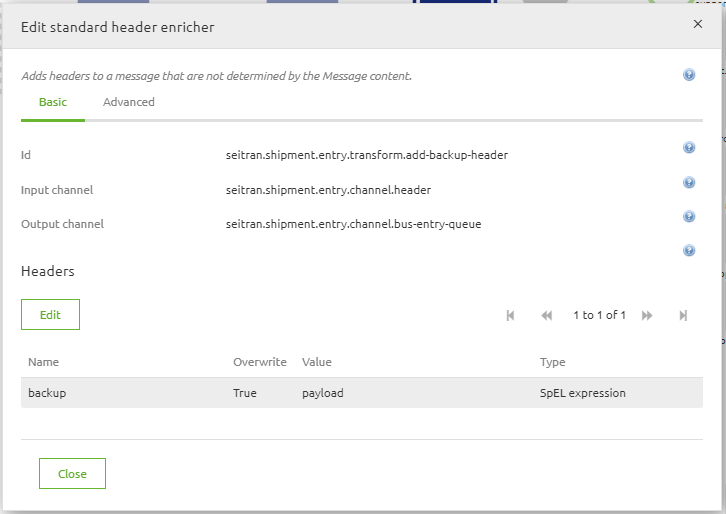 Edit standard header enricher
Adds headers to a message that are not determined by the Message content.
Basic Advanced
Id seitran.shipment.entry.transform.add-backup-header
Input channel seitran.shipment.entry.channel.header
Output channel seitran.shipment.entry.channel.bus-entry-queue
Headers
Edit 1 to 1 of 1
Name Overwrite Value Type
backup True payload SpEL expression
Close